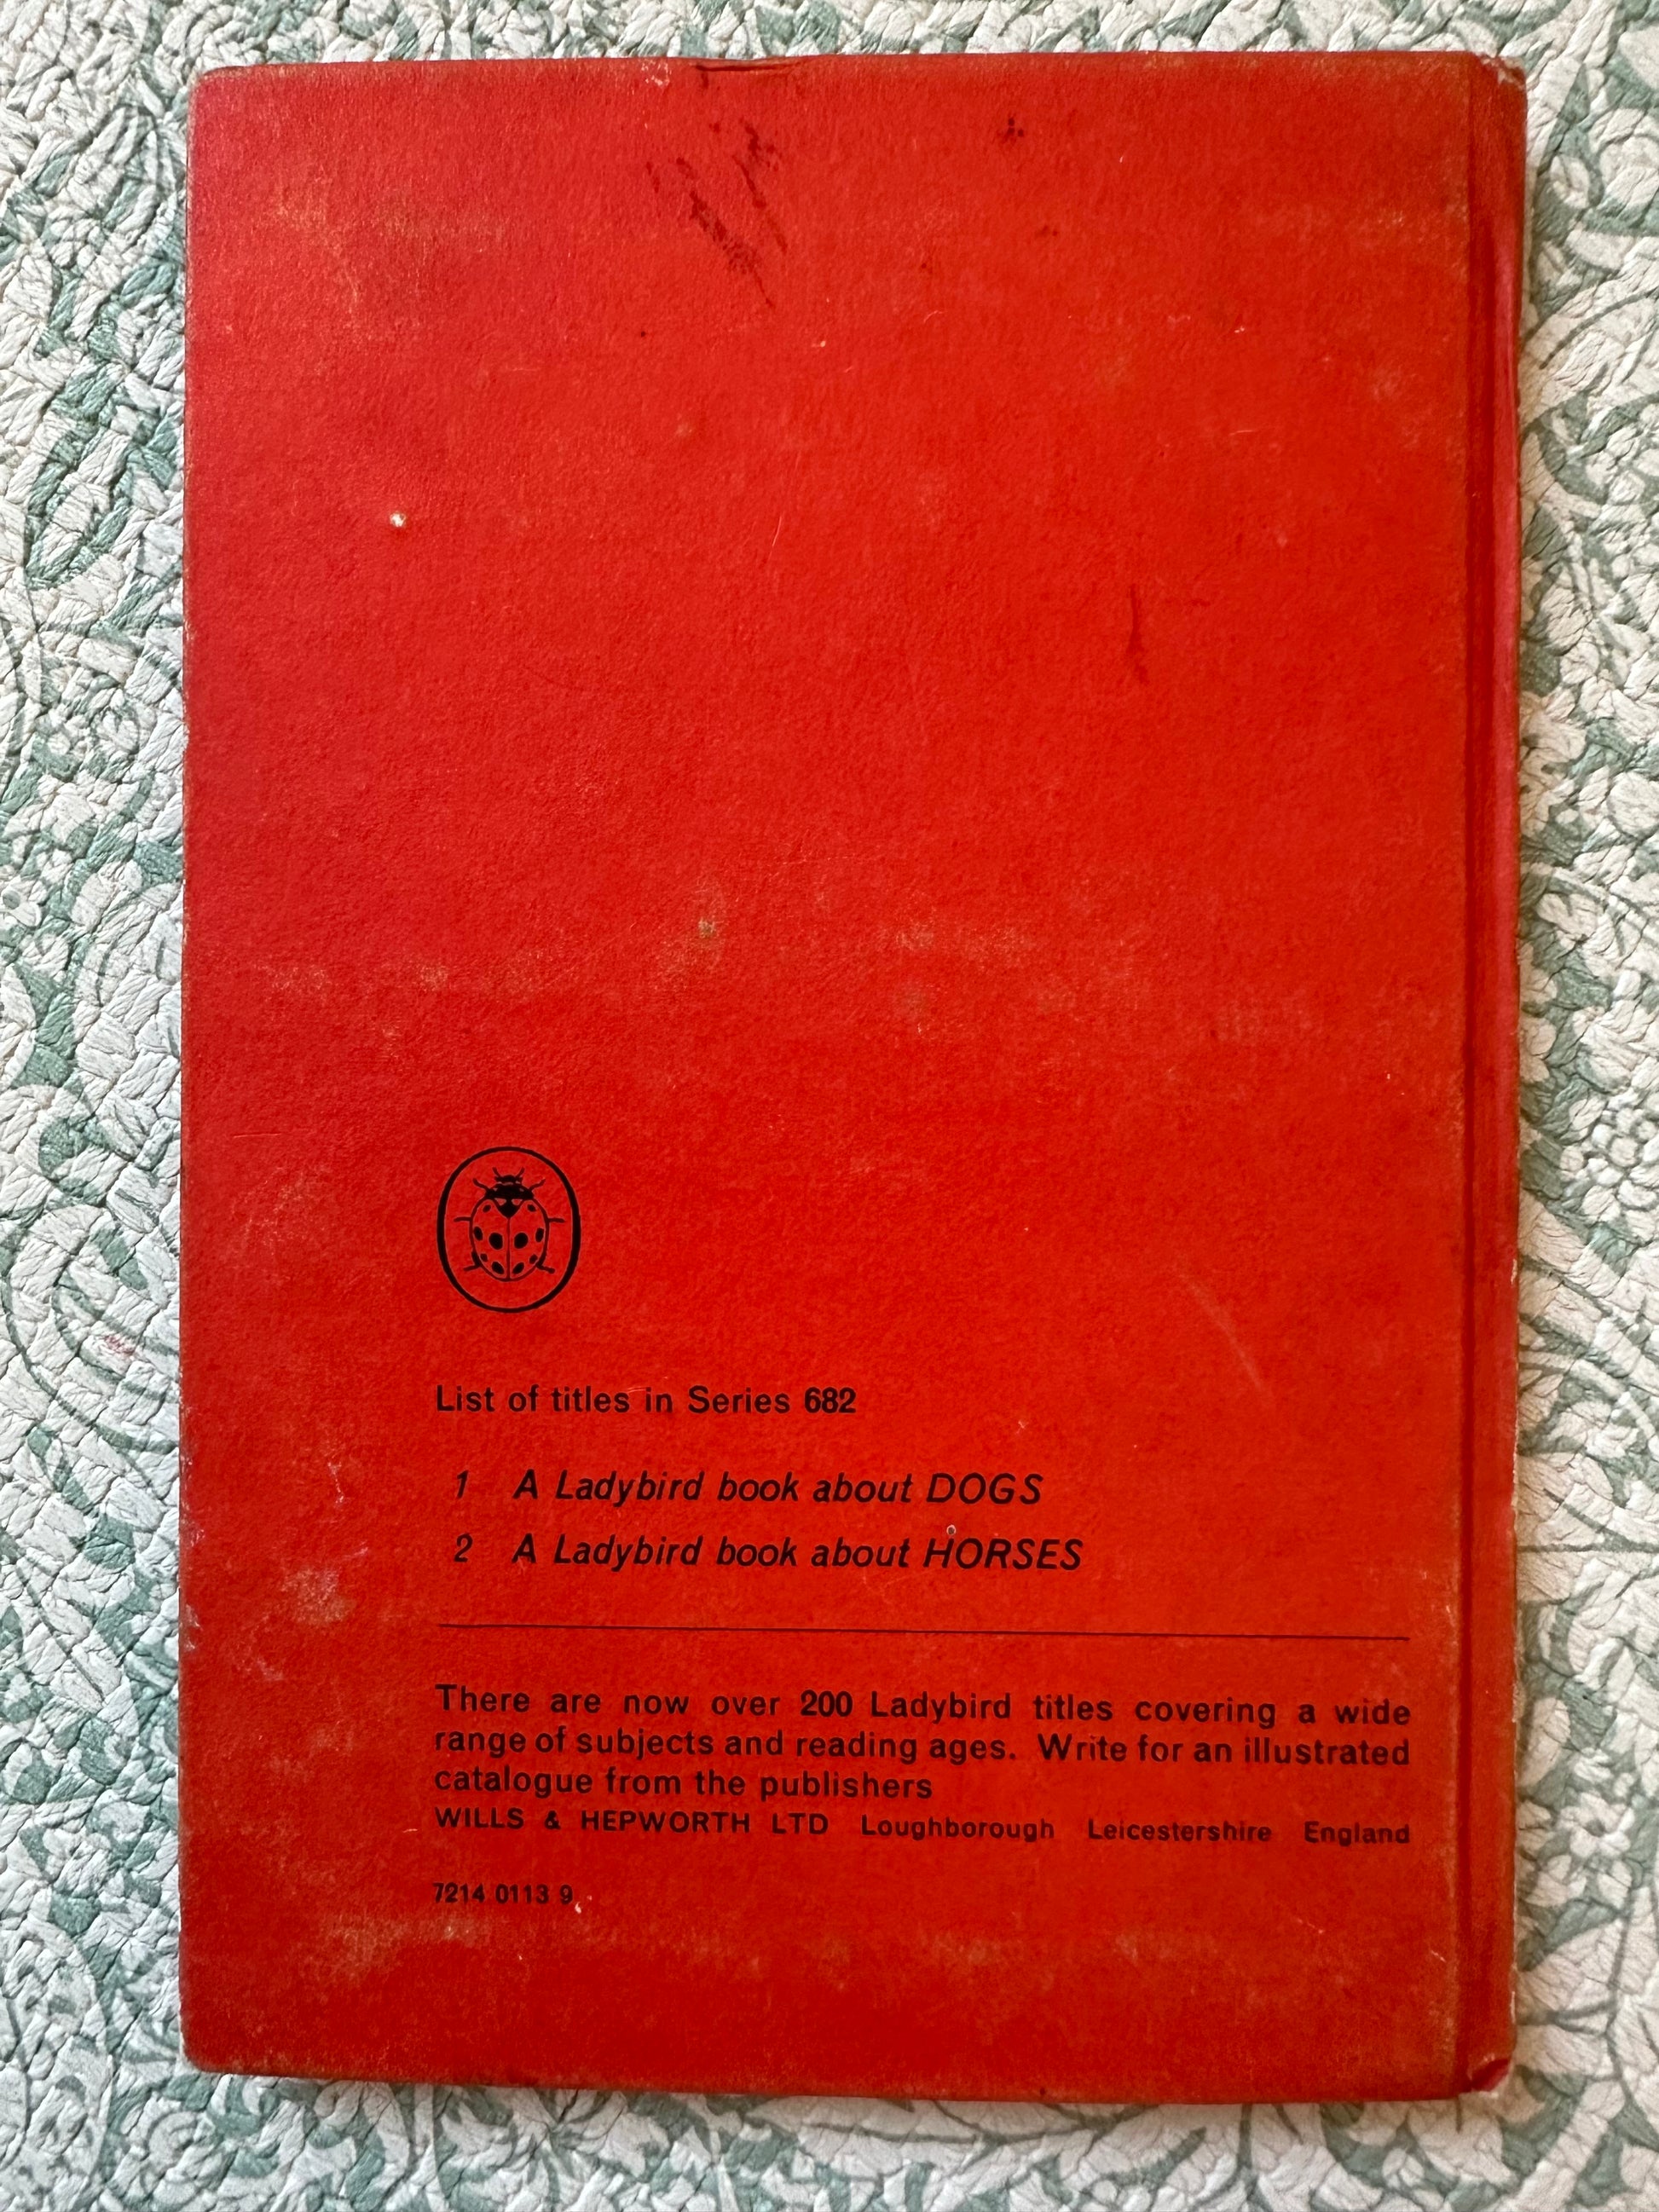 List of titles in Series 682
1 A Ladybird book about DOGS
2 A Ladybird book about HORSES
There are now over 200 Ladybird titles covering a wide
range of subjects and reading ages. Write for an illustrated
catalogue from the publishers
WILLS & HEPWORTH LTD Loughborough Leicestershire England
7214 0113 9